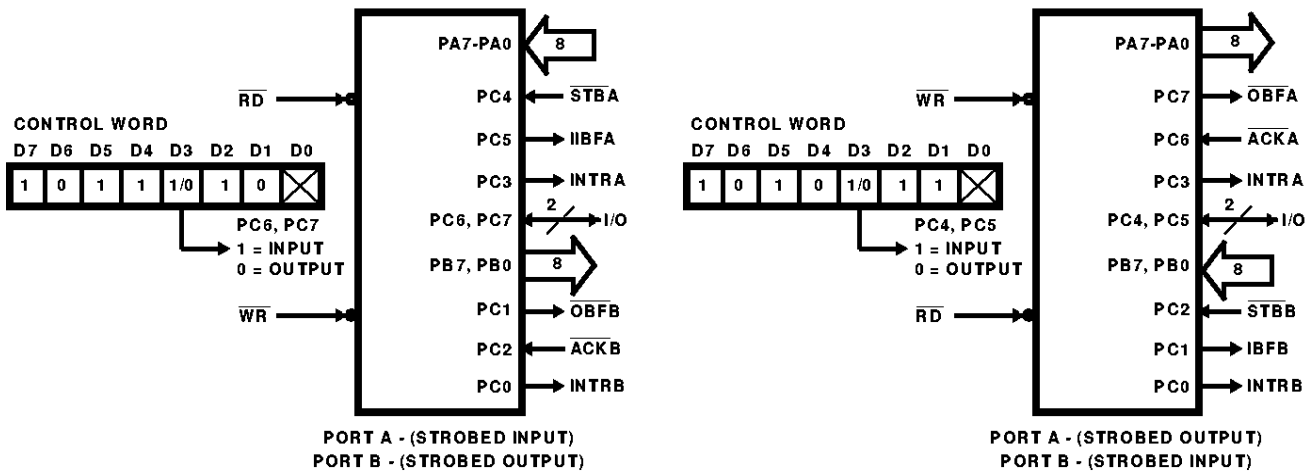 PA7-PA0
8
RD
PC4
STBA
CONTROL WORD
PC5
IIBFA
D7 D6 D5 D4 D3 D2 D1 D0
1 0 1 1 1/0 1 0
PC3
INTRA
PC6, PC7
1 = INPUT
0 = OUTPUT
PC6, PC7
2
I/O
PB7, PB0
8
WR
PC1
OBFB
PC2
ACKB
PC0
INTRB
PORT A - (STROBED INPUT)
PORT B - (STROBED OUTPUT)
PA7-PA0
8
WR
PC7
OBFA
CONTROL WORD
PC6
ACKA
D7 D6 D5 D4 D3 D2 D1 D0
1 0 1 0 1/0 1 1
PC3
INTRA
PC4, PC5
1 = INPUT
0 = OUTPUT
PC4, PC5
2
I/O
PB7, PB0
8
RD
PC2
STBB
PC1
IBFB
PC0
INTRB
PORT A - (STROBED OUTPUT)
PORT B - (STROBED INPUT)